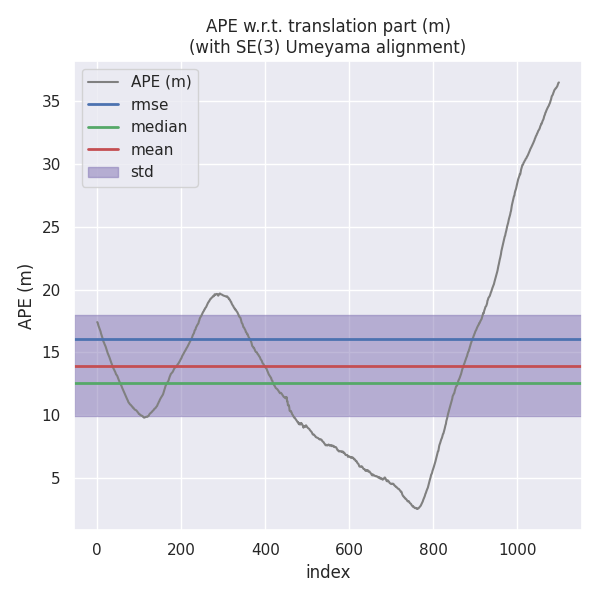 APE w.r.t. translation part (m)
(with SE(3) Umeyama alignment)
APE (m)
rmse
median
mean
std
35
30
25
20
15
10
5
APE (m)
0 200 400 600 800 1000
index